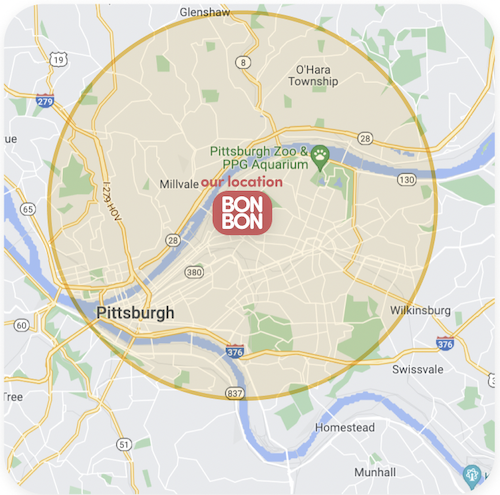 Glenshaw
19
8
O'Hara
Township
279
ue
28
Pittsburgh Zoo &
PPG Aquarium
130
Millvale
our location
I-279 HOV
BON
BON
65
28
380
Pittsburgh
Wilkinsburg
60
376
376
Swissvale
837
Tree
Homestead
51
Munhall